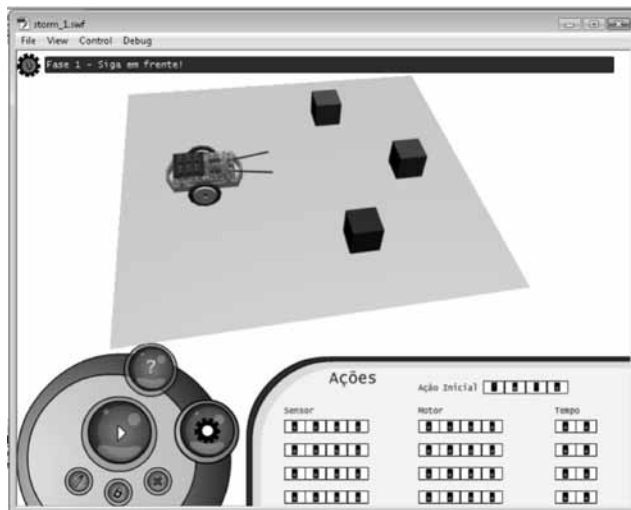 storm_1.swf
File View Control Debug
Fase 1 - Siga em frente!
?
Ações
Ação Inicial
Sensor Motor Tempo